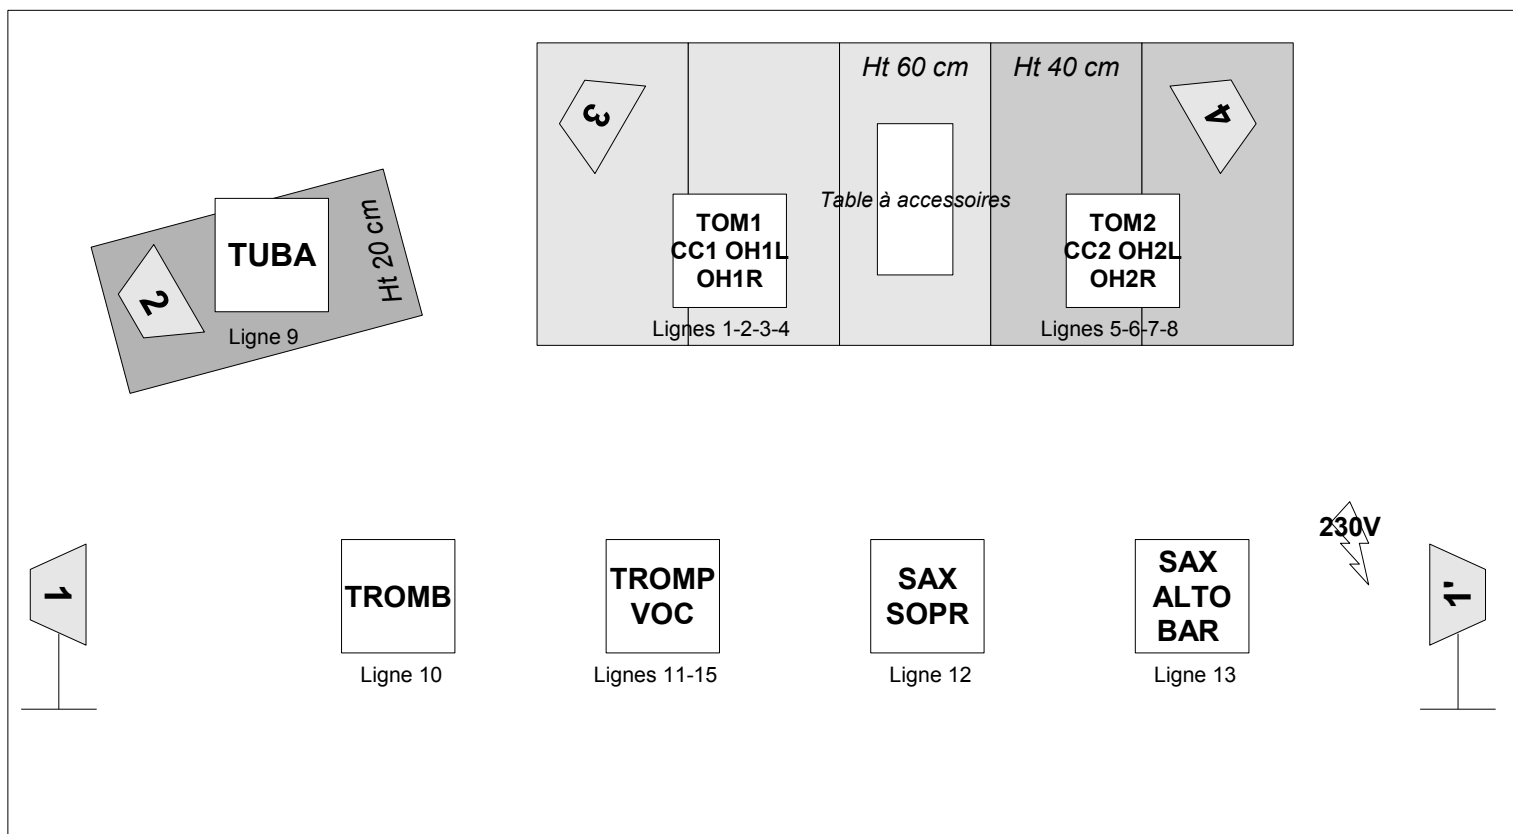 Ht 60 cm
Ht 40 cm
3
4
Table à accessoires
TOM1
CC1 OH1L
OH1R
Lignes 1-2-3-4
TOM2
CC2 OH2L
OH2R
Lignes 5-6-7-8
TUBA
Ht 20 cm
2
Ligne 9
230V
1
TROMB
Ligne 10
TROMP
VOC
Lignes 11-15
SAX
SOPR
Ligne 12
SAX
ALTO
BAR
Ligne 13
1'